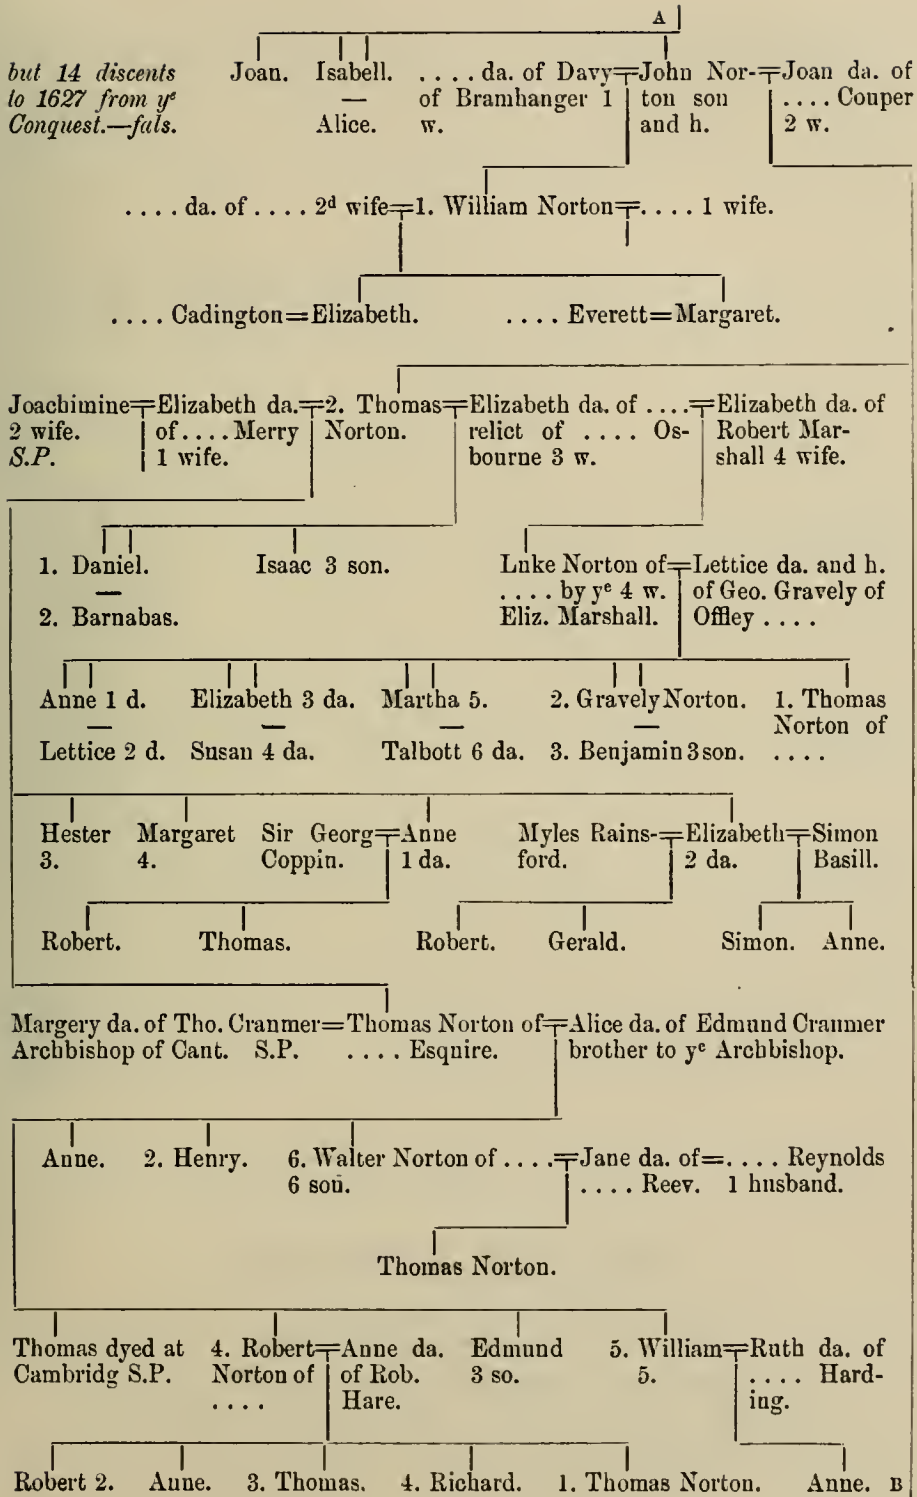 A
but 14 discents Joan. Isabell. .... da. of Davy=John Nor-=Joan da. of
to 1627 from yᵉ — of Bramhanger 1 ton son .... Couper
Conquest.—fals. Alice. w. and h. 2 w.
.... da. of .... 2ᵈ wife=1. William Norton=.... 1 wife.
.... Cadington=Elizabeth. .... Everett=Margaret.
Joachimine=Elizabeth da.=2. Thomas=Elizabeth da. of ....=Elizabeth da. of
2 wife. of .... Merry Norton. relict of .... Os- Robert Mar-
S.P. 1 wife. bourne 3 w. shall 4 wife.
1. Daniel. Isaac 3 son. Luke Norton of=Lettice da. and h.
— .... by yᵉ 4 w. of Geo. Gravely of
2. Barnabas. Eliz. Marshall. Offley ....
Anne 1 d. Elizabeth 3 da. Martha 5. 2. Gravely Norton. 1. Thomas
— — — — Norton of
Lettice 2 d. Susan 4 da. Talbott 6 da. 3. Benjamin 3 son. ....
Hester Margaret Sir Georg=Anne Myles Rains-=Elizabeth=Simon
3. 4. Coppin. 1 da. ford. 2 da. Basill.
Robert. Thomas. Robert. Gerald. Simon. Anne.
Margery da. of Tho. Cranmer=Thomas Norton of=Alice da. of Edmund Cranmer
Archbishop of Cant. S.P. .... Esquire. brother to yᵉ Archbishop.
Anne. 2. Henry. 6. Walter Norton of ....=Jane da. of=.... Reynolds
6 son. .... Reev. 1 husband.
Thomas Norton.
Thomas dyed at 4. Robert=Anne da. Edmund 5. William=Ruth da. of
Cambridg S.P. Norton of of Rob. 3 so. 5. .... Hard-
.... Hare. ing.
Robert 2. Anne. 3. Thomas. 4. Richard. 1. Thomas Norton. Anne. B